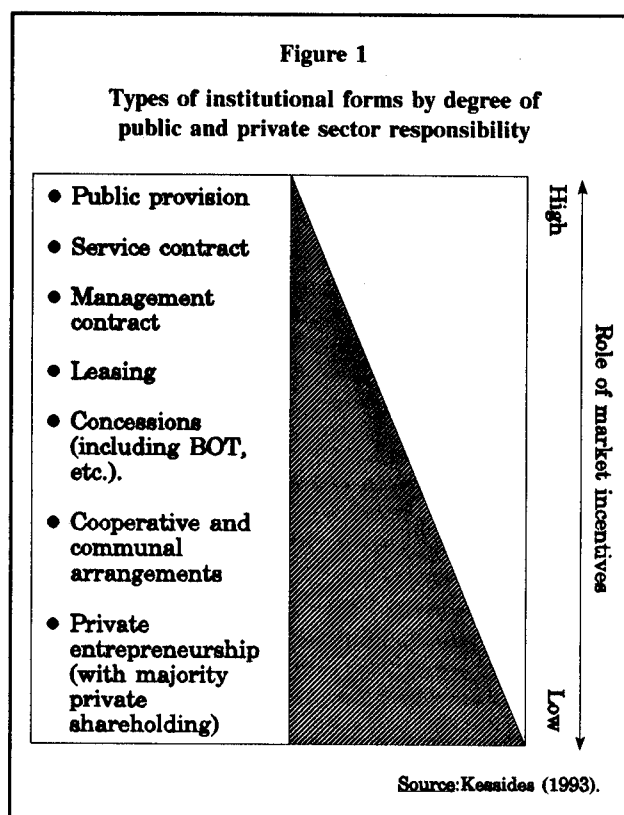 Figure 1
Types of institutional forms by degree of
public and private sector responsibility
● Public provision
● Service contract
● Management
contract
● Leasing
● Concessions
(including BOT,
etc.).
● Cooperative and
communal
arrangements
● Private
entrepreneurship
(with majority
private
shareholding)
High
Role of market incentives
Low
Source:Kessides (1993).